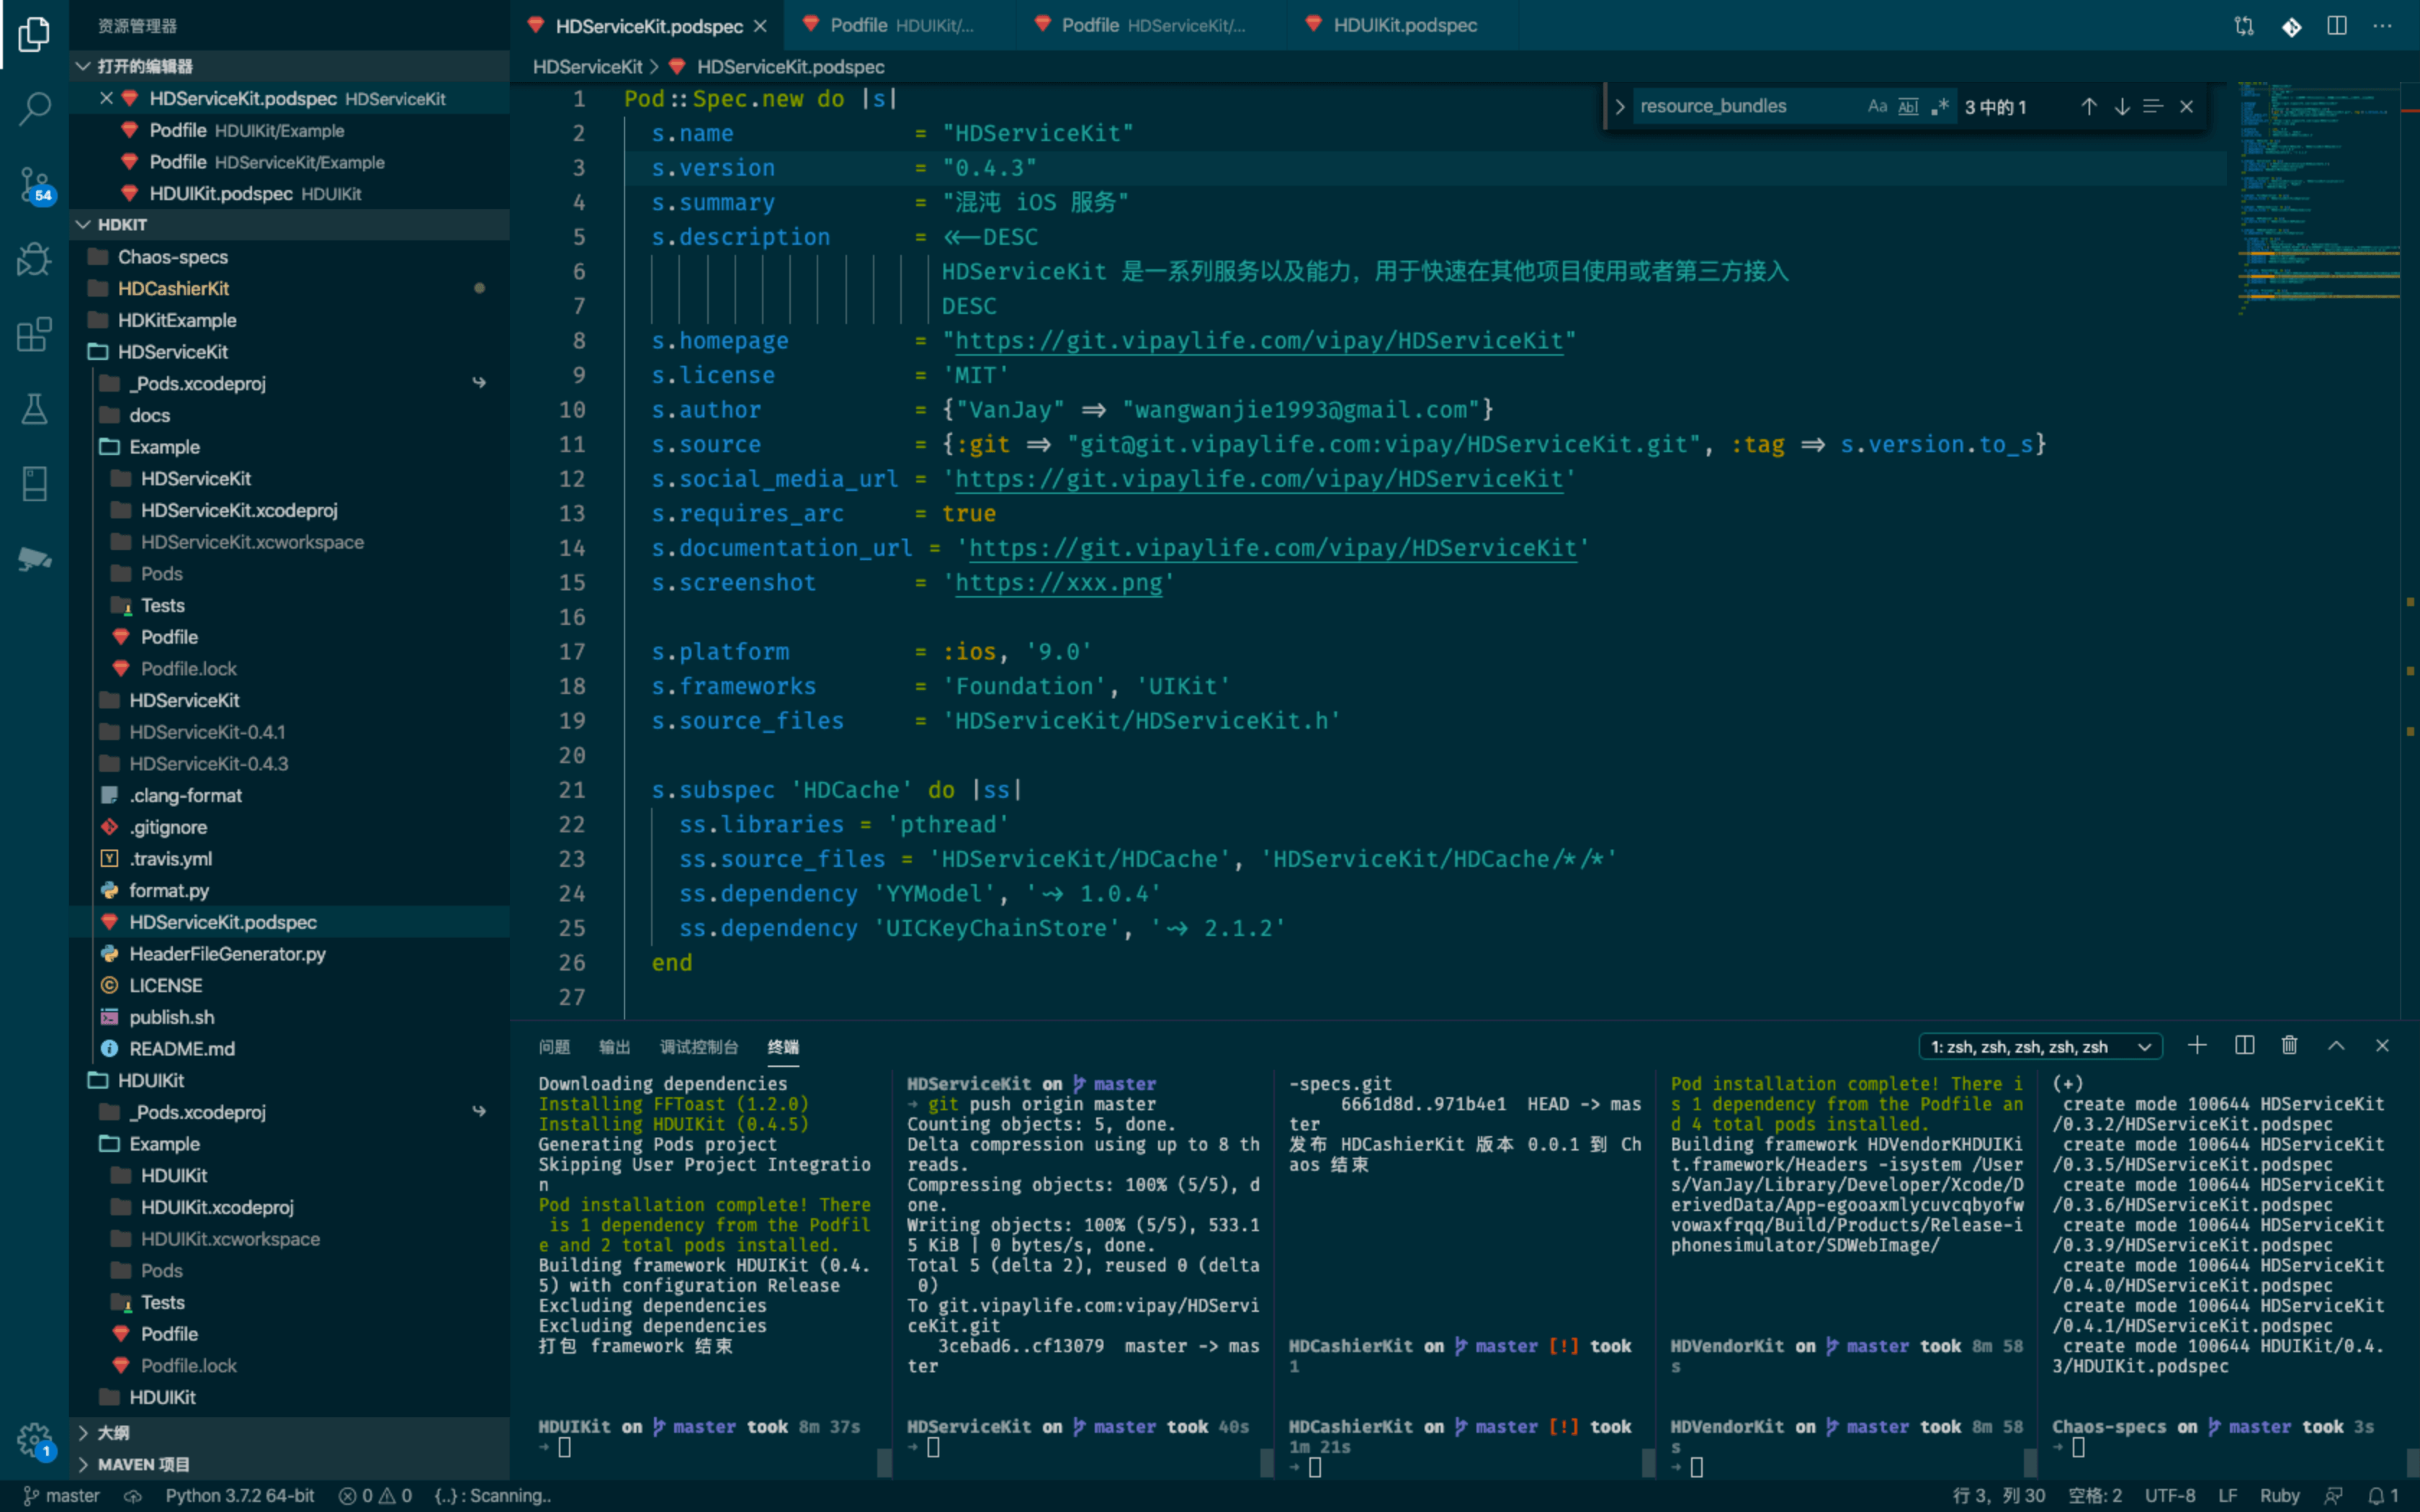 资源管理器
打开的编辑器
HDServiceKit.podspec HDServiceKit
Podfile HDUIKit/Example
Podfile HDServiceKit/Example
HDUIKit.podspec HDUIKit
54
HDKIT
Chaos-specs
HDCashierKit
HDKitExample
HDServiceKit
_Pods.xcodeproj
docs
Example
HDServiceKit
HDServiceKit.xcodeproj
HDServiceKit.xcworkspace
Pods
Tests
Podfile
Podfile.lock
HDServiceKit
HDServiceKit-0.4.1
HDServiceKit-0.4.3
.clang-format
.gitignore
.travis.yml
format.py
HDServiceKit.podspec
HeaderFileGenerator.py
LICENSE
publish.sh
README.md
HDUIKit
_Pods.xcodeproj
Example
HDUIKit
HDUIKit.xcodeproj
HDUIKit.xcworkspace
Pods
Tests
Podfile
Podfile.lock
HDUIKit
大纲
MAVEN 项目
1
HDServiceKit.podspec
Podfile HDUIKit/...
Podfile HDServiceKit/...
HDUIKit.podspec
HDServiceKit > HDServiceKit.podspec
resource_bundles Aa Abl .* 3 中的 1
1 Pod::Spec.new do |s|
2 s.name = "HDServiceKit"
3 s.version = "0.4.3"
4 s.summary = "混沌 iOS 服务"
5 s.description = <<-DESC
6 HDServiceKit 是一系列服务以及能力，用于快速在其他项目使用或者第三方接入
7 DESC
8 s.homepage = "https://git.vipaylife.com/vipay/HDServiceKit"
9 s.license = 'MIT'
10 s.author = {"VanJay" => "wangwanjie1993@gmail.com"}
11 s.source = {:git => "git@git.vipaylife.com:vipay/HDServiceKit.git", :tag => s.version.to_s}
12 s.social_media_url = 'https://git.vipaylife.com/vipay/HDServiceKit'
13 s.requires_arc = true
14 s.documentation_url = 'https://git.vipaylife.com/vipay/HDServiceKit'
15 s.screenshot = 'https://xxx.png'
16
17 s.platform = :ios, '9.0'
18 s.frameworks = 'Foundation', 'UIKit'
19 s.source_files = 'HDServiceKit/HDServiceKit.h'
20
21 s.subspec 'HDCache' do |ss|
22 ss.libraries = 'pthread'
23 ss.source_files = 'HDServiceKit/HDCache', 'HDServiceKit/HDCache/*/*'
24 ss.dependency 'YYModel', '~> 1.0.4'
25 ss.dependency 'UICKeyChainStore', '~> 2.1.2'
26 end
27
问题 输出 调试控制台 终端
1: zsh, zsh, zsh, zsh, zsh
Downloading dependencies
Installing FFToast (1.2.0)
Installing HDUIKit (0.4.5)
Generating Pods project
Skipping User Project Integratio
n
Pod installation complete! There
is 1 dependency from the Podfil
e and 2 total pods installed.
Building framework HDUIKit (0.4.
5) with configuration Release
Excluding dependencies
Excluding dependencies
打包 framework 结束
HDUIKit on master took 8m 37s
→
HDServiceKit on master
→ git push origin master
Counting objects: 5, done.
Delta compression using up to 8 th
reads.
Compressing objects: 100% (5/5), d
one.
Writing objects: 100% (5/5), 533.1
5 KiB | 0 bytes/s, done.
Total 5 (delta 2), reused 0 (delta
0)
To git.vipaylife.com:vipay/HDServi
ceKit.git
3cebad6..cf13079 master -> mas
ter
HDServiceKit on master took 40s
→
-specs.git
6661d8d..971b4e1 HEAD -> mas
ter
发布 HDCashierKit 版本 0.0.1 到 Ch
aos 结束
HDCashierKit on master [!] took
1
HDCashierKit on master [!] took
1m 21s
→
Pod installation complete! There i
s 1 dependency from the Podfile an
d 4 total pods installed.
Building framework HDVendorKHDUIKi
t.framework/Headers -isystem /User
s/VanJay/Library/Developer/Xcode/D
erivedData/App-egooaxmlycuvcqbyofw
vowaxfrqq/Build/Products/Release-i
phonesimulator/SDWebImage/
HDVendorKit on master took 8m 58
s
HDVendorKit on master took 8m 58
s
→
(+)
create mode 100644 HDServiceKit
/0.3.2/HDServiceKit.podspec
create mode 100644 HDServiceKit
/0.3.5/HDServiceKit.podspec
create mode 100644 HDServiceKit
/0.3.6/HDServiceKit.podspec
create mode 100644 HDServiceKit
/0.3.9/HDServiceKit.podspec
create mode 100644 HDServiceKit
/0.4.0/HDServiceKit.podspec
create mode 100644 HDServiceKit
/0.4.1/HDServiceKit.podspec
create mode 100644 HDUIKit/0.4.
3/HDUIKit.podspec
Chaos-specs on master took 3s
→
master Python 3.7.2 64-bit 0 0 {..} : Scanning..
行 3，列 30 空格: 2 UTF-8 LF Ruby 1